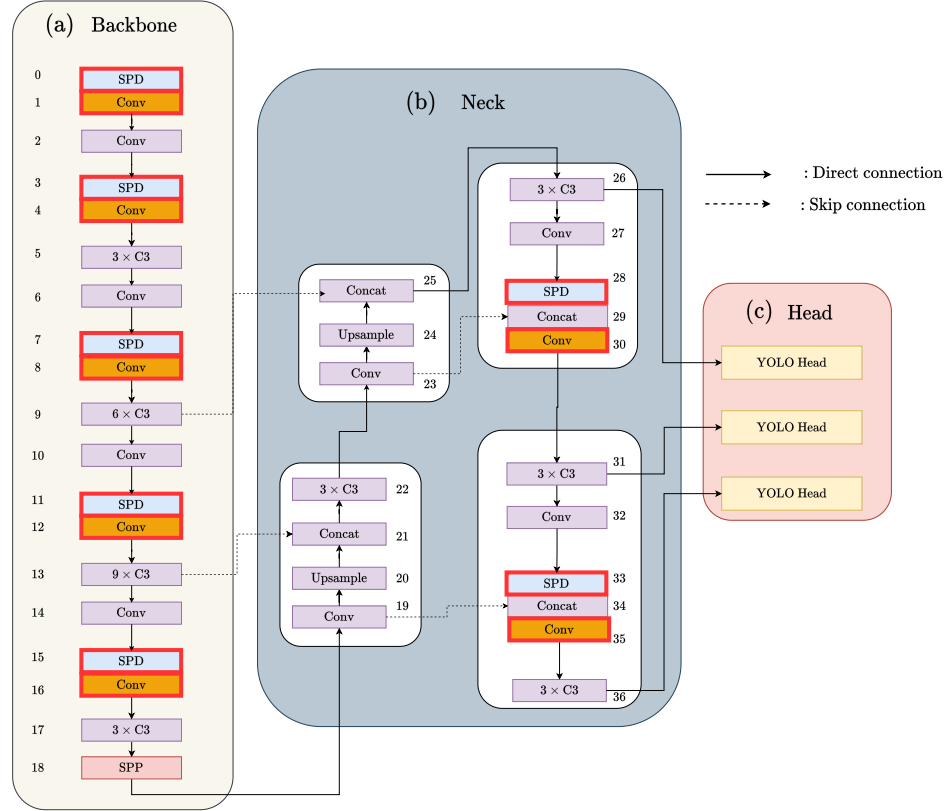 (a) Backbone
0 SPD
1 Conv
2 Conv
3 SPD
4 Conv
5 3 × C3
6 Conv
7 SPD
8 Conv
9 6 × C3
10 Conv
11 SPD
12 Conv
13 9 × C3
14 Conv
15 SPD
16 Conv
17 3 × C3
18 SPP
(b) Neck
Concat 25
Upsample 24
Conv 23
3 × C3 22
Concat 21
Upsample 20
Conv 19
3 × C3 26
Conv 27
SPD 28
Concat 29
Conv 30
3 × C3 31
Conv 32
SPD 33
Concat 34
Conv 35
3 × C3 36
: Direct connection
: Skip connection
(c) Head
YOLO Head
YOLO Head
YOLO Head